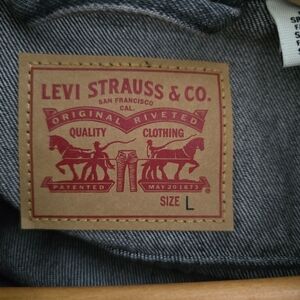 LEVI STRAUSS & CO.
SAN FRANCISCO
CAL.
ORIGINAL RIVETED
QUALITY CLOTHING
PATENTED MAY 20 1873
®
SIZE L